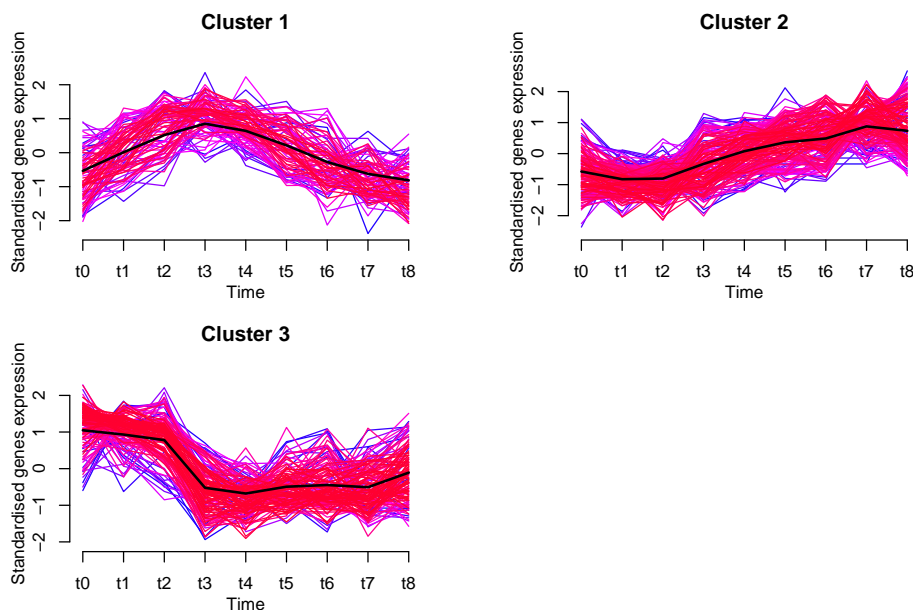 Cluster 1
Standardised genes expression
2
1
0
−1
−2
t0 t1 t2 t3 t4 t5 t6 t7 t8
Time
Cluster 2
Standardised genes expression
2
1
0
−1
−2
t0 t1 t2 t3 t4 t5 t6 t7 t8
Time
Cluster 3
Standardised genes expression
2
1
0
−1
−2
t0 t1 t2 t3 t4 t5 t6 t7 t8
Time